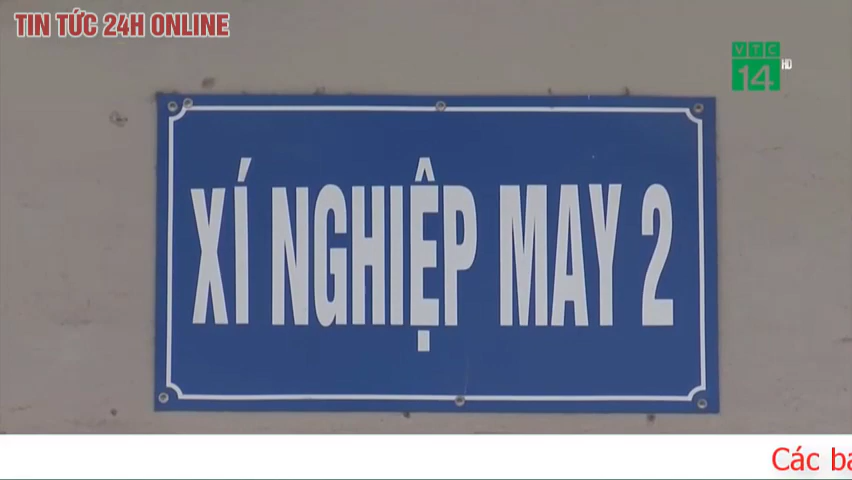 TIN TỨC 24H ONLINE
VTC
14 HD
XÍ NGHIỆP MAY 2
Các